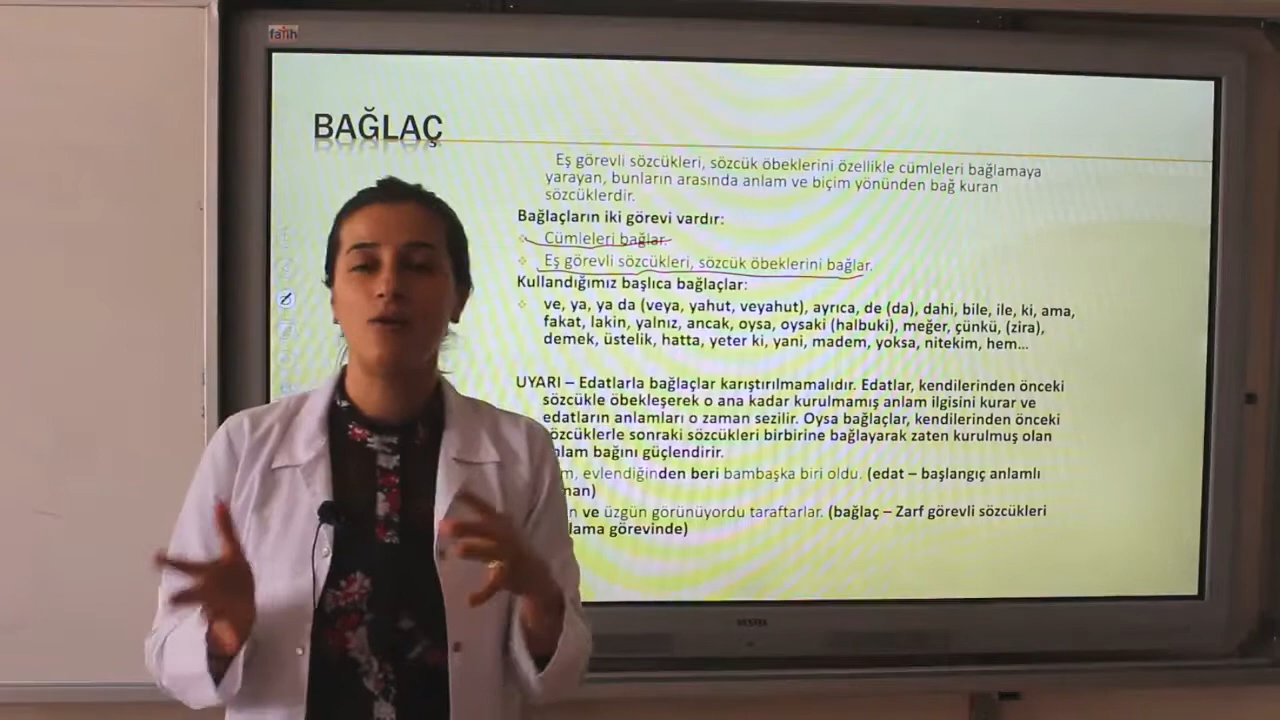 fatih
BAĞLAÇ
Eş görevli sözcükleri, sözcük öbeklerini özellikle cümleleri bağlamaya
yarayan, bunların arasında anlam ve biçim yönünden bağ kuran
sözcüklerdir.
Bağlaçların iki görevi vardır:
Cümleleri bağlar.
Eş görevli sözcükleri, sözcük öbeklerini bağlar.
Kullandığımız başlıca bağlaçlar:
ve, ya, ya da (veya, yahut, veyahut), ayrıca, de (da), dahi, bile, ile, ki, ama,
fakat, lakin, yalnız, ancak, oysa, oysaki (halbuki), meğer, çünkü, (zira),
demek, üstelik, hatta, yeter ki, yani, madem, yoksa, nitekim, hem...
UYARI – Edatlarla bağlaçlar karıştırılmamalıdır. Edatlar, kendilerinden önceki
sözcükle öbekleşerek o ana kadar kurulmamış anlam ilgisini kurar ve
edatların anlamları o zaman sezilir. Oysa bağlaçlar, kendilerinden önceki
özcüklerle sonraki sözcükleri birbirine bağlayarak zaten kurulmuş olan
lam bağını güçlendirir.
m, evlendiğinden beri bambaşka biri oldu. (edat – başlangıç anlamlı
man)
n ve üzgün görünüyordu taraftarlar. (bağlaç – Zarf görevli sözcükleri
lama görevinde)
VESTEL